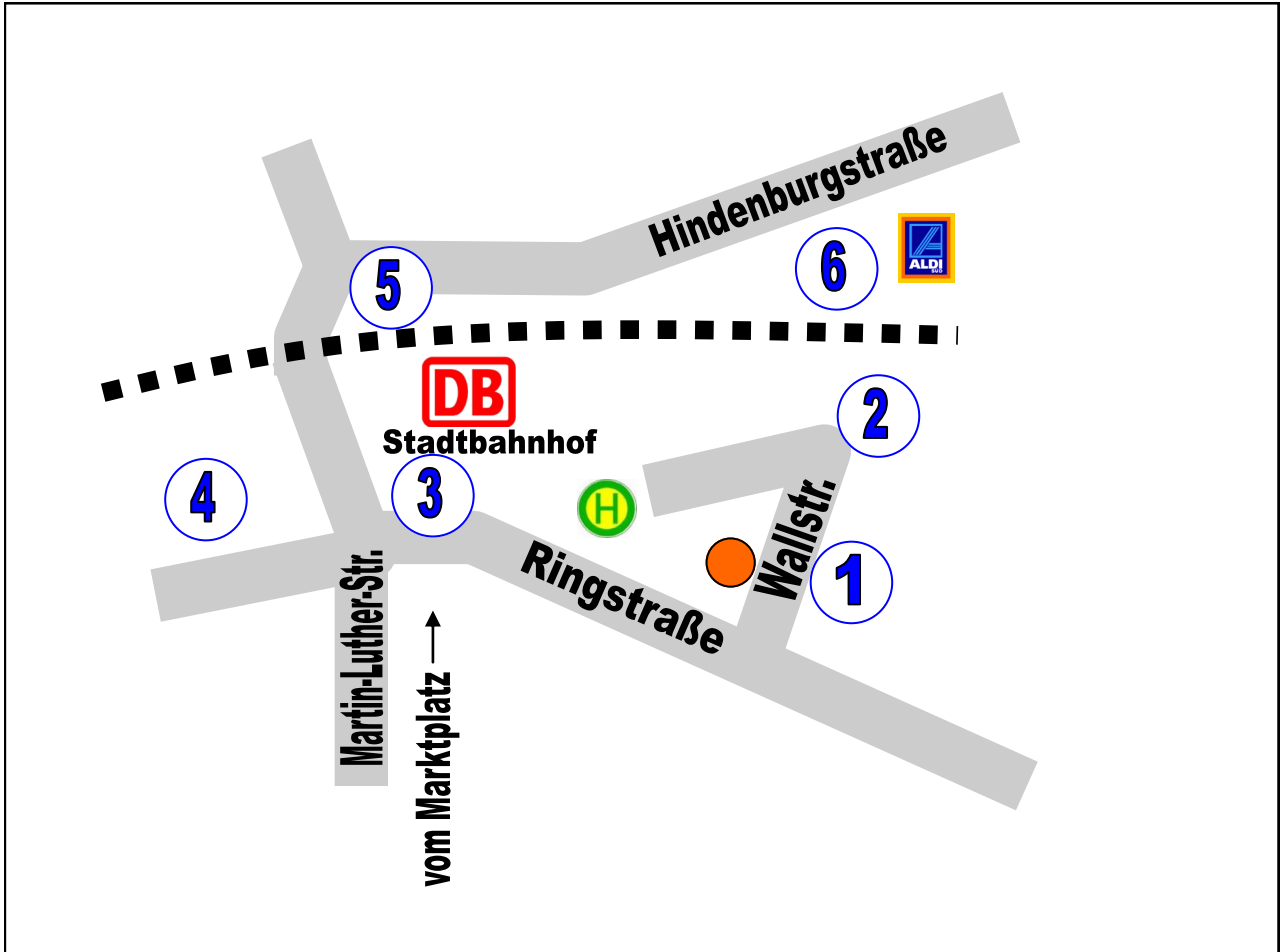 Hindenburgstraße
5
6
ALDI
SÜD
DB
Stadtbahnhof
2
4
3
H
Wallstr.
1
Ringstraße
Martin-Luther-Str.
vom Marktplatz